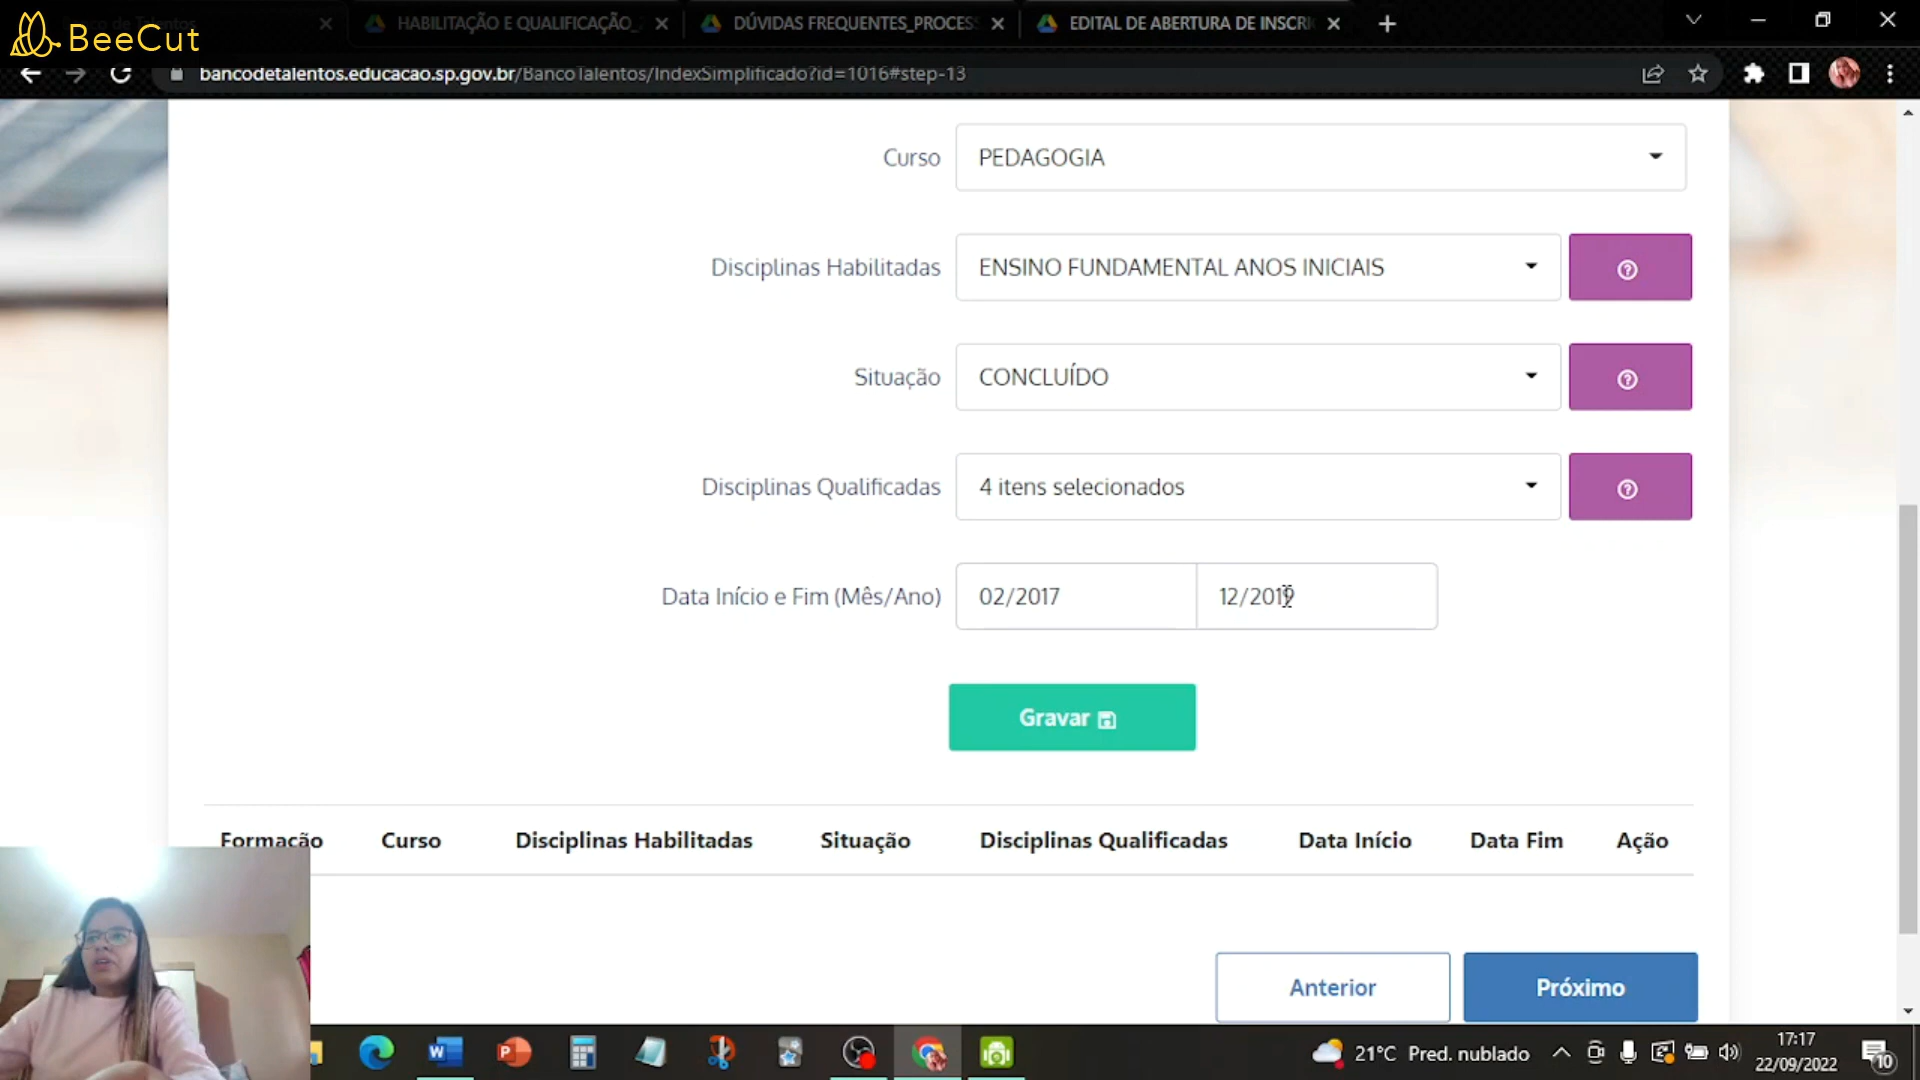 BeeCut
HABILITAÇÃO E QUALIFICAÇÃO_
DÚVIDAS FREQUENTES_PROCES
EDITAL DE ABERTURA DE INSCRI
bancodetalentos.educacao.sp.gov.br/BancoTalentos/IndexSimplificado?id=1016#step-13
Curso
PEDAGOGIA
Disciplinas Habilitadas
ENSINO FUNDAMENTAL ANOS INICIAIS
Situação
CONCLUÍDO
Disciplinas Qualificadas
4 itens selecionados
Data Início e Fim (Mês/Ano)
02/2017
12/2019
Gravar
Formação Curso Disciplinas Habilitadas Situação Disciplinas Qualificadas Data Início Data Fim Ação
Anterior
Próximo
21°C Pred. nublado
17:17
22/09/2022
10